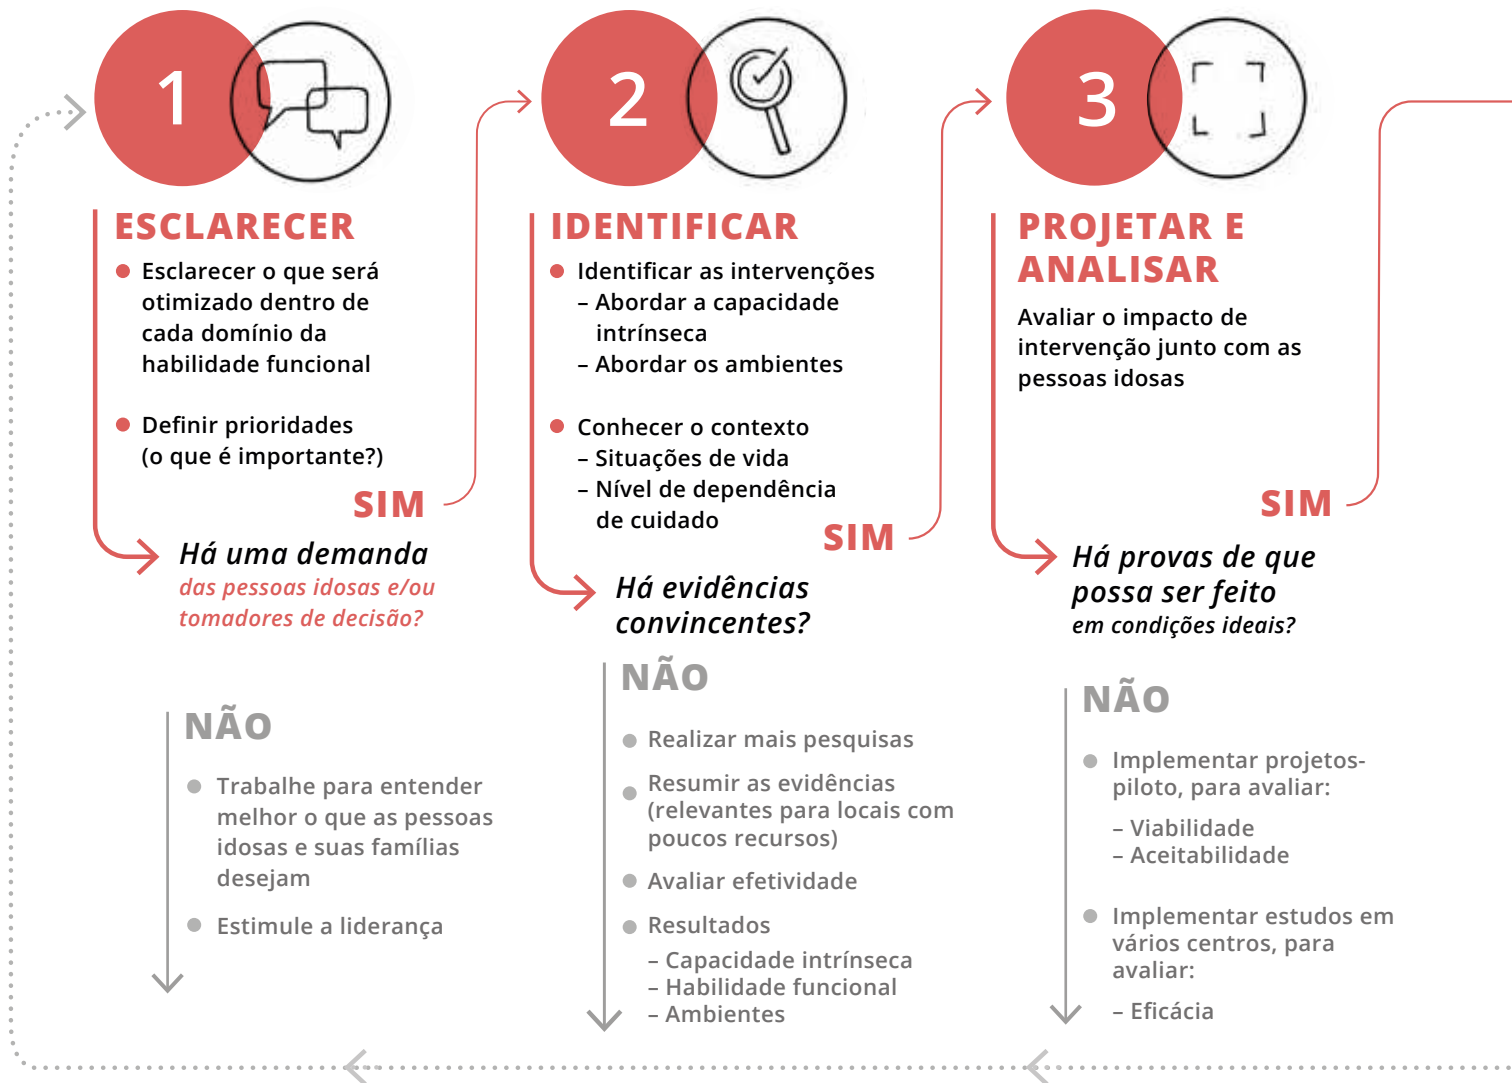 1
ESCLARECER
Esclarecer o que será
otimizado dentro de
cada domínio da
habilidade funcional
Definir prioridades
(o que é importante?)
SIM
Há uma demanda
das pessoas idosas e/ou
tomadores de decisão?
NÃO
Trabalhe para entender
melhor o que as pessoas
idosas e suas famílias
desejam
Estimule a liderança
2
IDENTIFICAR
Identificar as intervenções
– Abordar a capacidade
intrínseca
– Abordar os ambientes
Conhecer o contexto
– Situações de vida
– Nível de dependência
de cuidado
SIM
Há evidências
convincentes?
NÃO
Realizar mais pesquisas
Resumir as evidências
(relevantes para locais com
poucos recursos)
Avaliar efetividade
Resultados
– Capacidade intrínseca
– Habilidade funcional
– Ambientes
3
PROJETAR E
ANALISAR
Avaliar o impacto de
intervenção junto com as
pessoas idosas
SIM
Há provas de que
possa ser feito
em condições ideais?
NÃO
Implementar projetos-
piloto, para avaliar:
– Viabilidade
– Aceitabilidade
Implementar estudos em
vários centros, para
avaliar:
– Eficácia